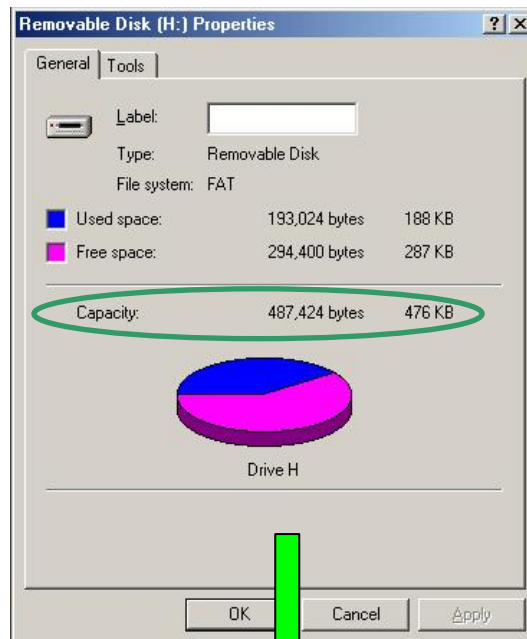 Removable Disk (H:) Properties
General Tools
Label:
Type: Removable Disk
File system: FAT
Used space: 193,024 bytes 188 KB
Free space: 294,400 bytes 287 KB
Capacity: 487,424 bytes 476 KB
Drive H
OK Cancel Apply